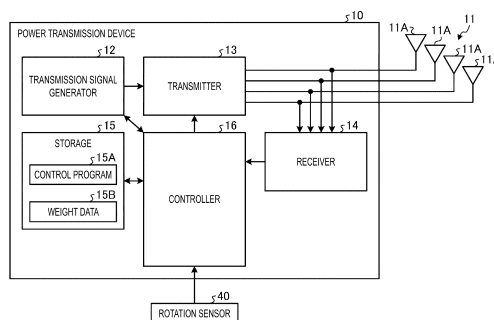 10
POWER TRANSMISSION DEVICE
11
11A
11A
11A
11A
12
TRANSMISSION SIGNAL
GENERATOR
13
TRANSMITTER
15
STORAGE
15A
CONTROL PROGRAM
15B
WEIGHT DATA
16
CONTROLLER
14
RECEIVER
40
ROTATION SENSOR